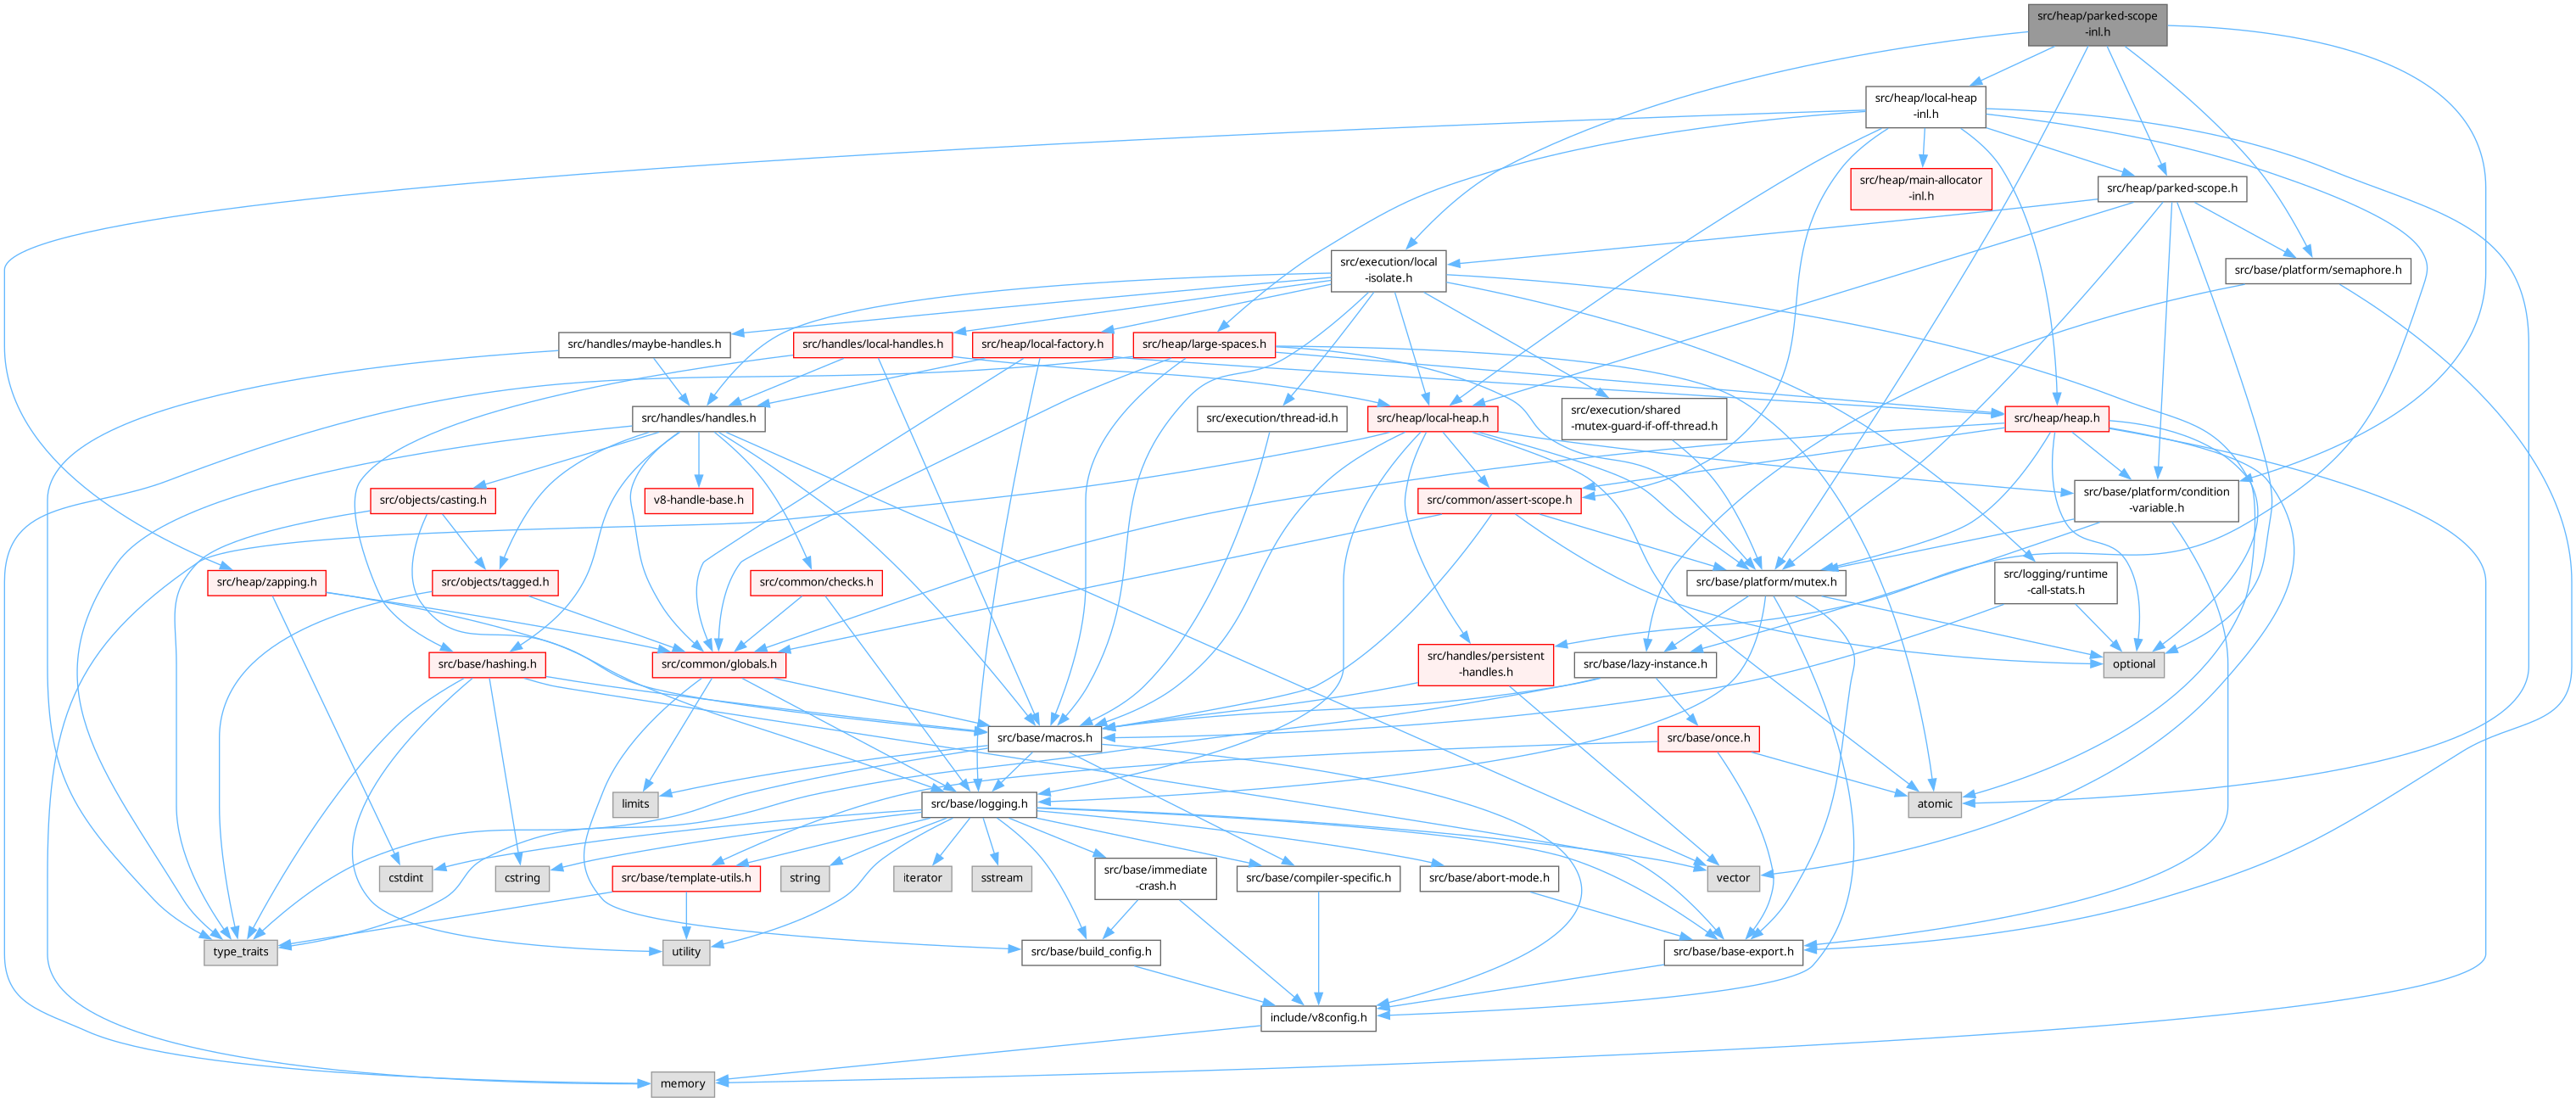 src/heap/parked-scope
-inl.h
src/heap/local-heap
-inl.h
src/heap/main-allocator
-inl.h
src/heap/parked-scope.h
src/execution/local
-isolate.h
src/base/platform/semaphore.h
src/handles/maybe-handles.h
src/handles/local-handles.h
src/heap/local-factory.h
src/heap/large-spaces.h
src/handles/handles.h
src/execution/thread-id.h
src/heap/local-heap.h
src/execution/shared
-mutex-guard-if-off-thread.h
src/heap/heap.h
src/objects/casting.h
v8-handle-base.h
src/common/assert-scope.h
src/base/platform/condition
-variable.h
src/heap/zapping.h
src/objects/tagged.h
src/common/checks.h
src/base/platform/mutex.h
src/logging/runtime
-call-stats.h
src/base/hashing.h
src/common/globals.h
src/handles/persistent
-handles.h
src/base/lazy-instance.h
optional
src/base/macros.h
src/base/once.h
limits
src/base/logging.h
atomic
cstdint
cstring
src/base/template-utils.h
string
iterator
sstream
src/base/immediate
-crash.h
src/base/compiler-specific.h
src/base/abort-mode.h
vector
type_traits
utility
src/base/build_config.h
src/base/base-export.h
include/v8config.h
memory